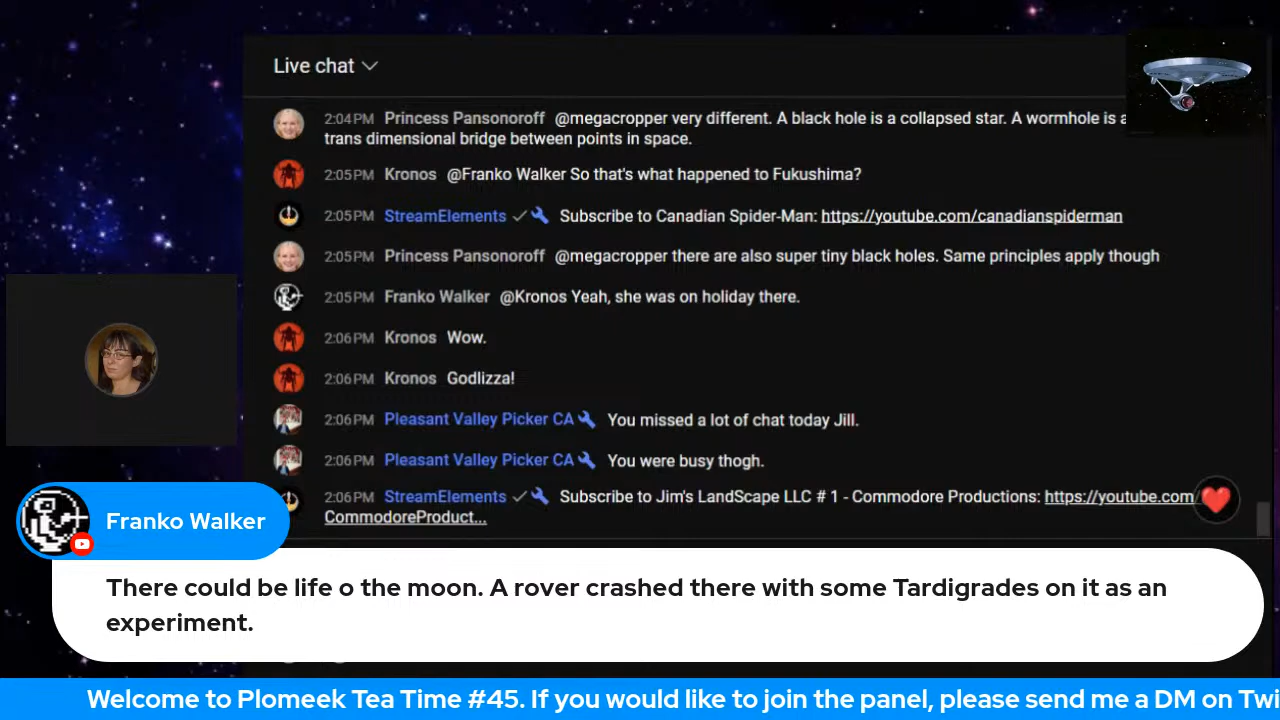 Live chat
2:04 PM Princess Pansonoroff @megacropper very different. A black hole is a collapsed star. A wormhole is a
trans dimensional bridge between points in space.
2:05 PM Kronos @Franko Walker So that's what happened to Fukushima?
2:05 PM StreamElements Subscribe to Canadian Spider-Man: https://youtube.com/canadianspiderman
2:05 PM Princess Pansonoroff @megacropper there are also super tiny black holes. Same principles apply though
2:05 PM Franko Walker @Kronos Yeah, she was on holiday there.
2:06 PM Kronos Wow.
2:06 PM Kronos Godlizza!
2:06 PM Pleasant Valley Picker CA You missed a lot of chat today Jill.
2:06 PM Pleasant Valley Picker CA You were busy thogh.
2:06 PM StreamElements Subscribe to Jim's LandScape LLC # 1 - Commodore Productions: https://youtube.com/
CommodoreProduct...
Franko Walker
There could be life o the moon. A rover crashed there with some Tardigrades on it as an
experiment.
Welcome to Plomeek Tea Time #45. If you would like to join the panel, please send me a DM on Twi